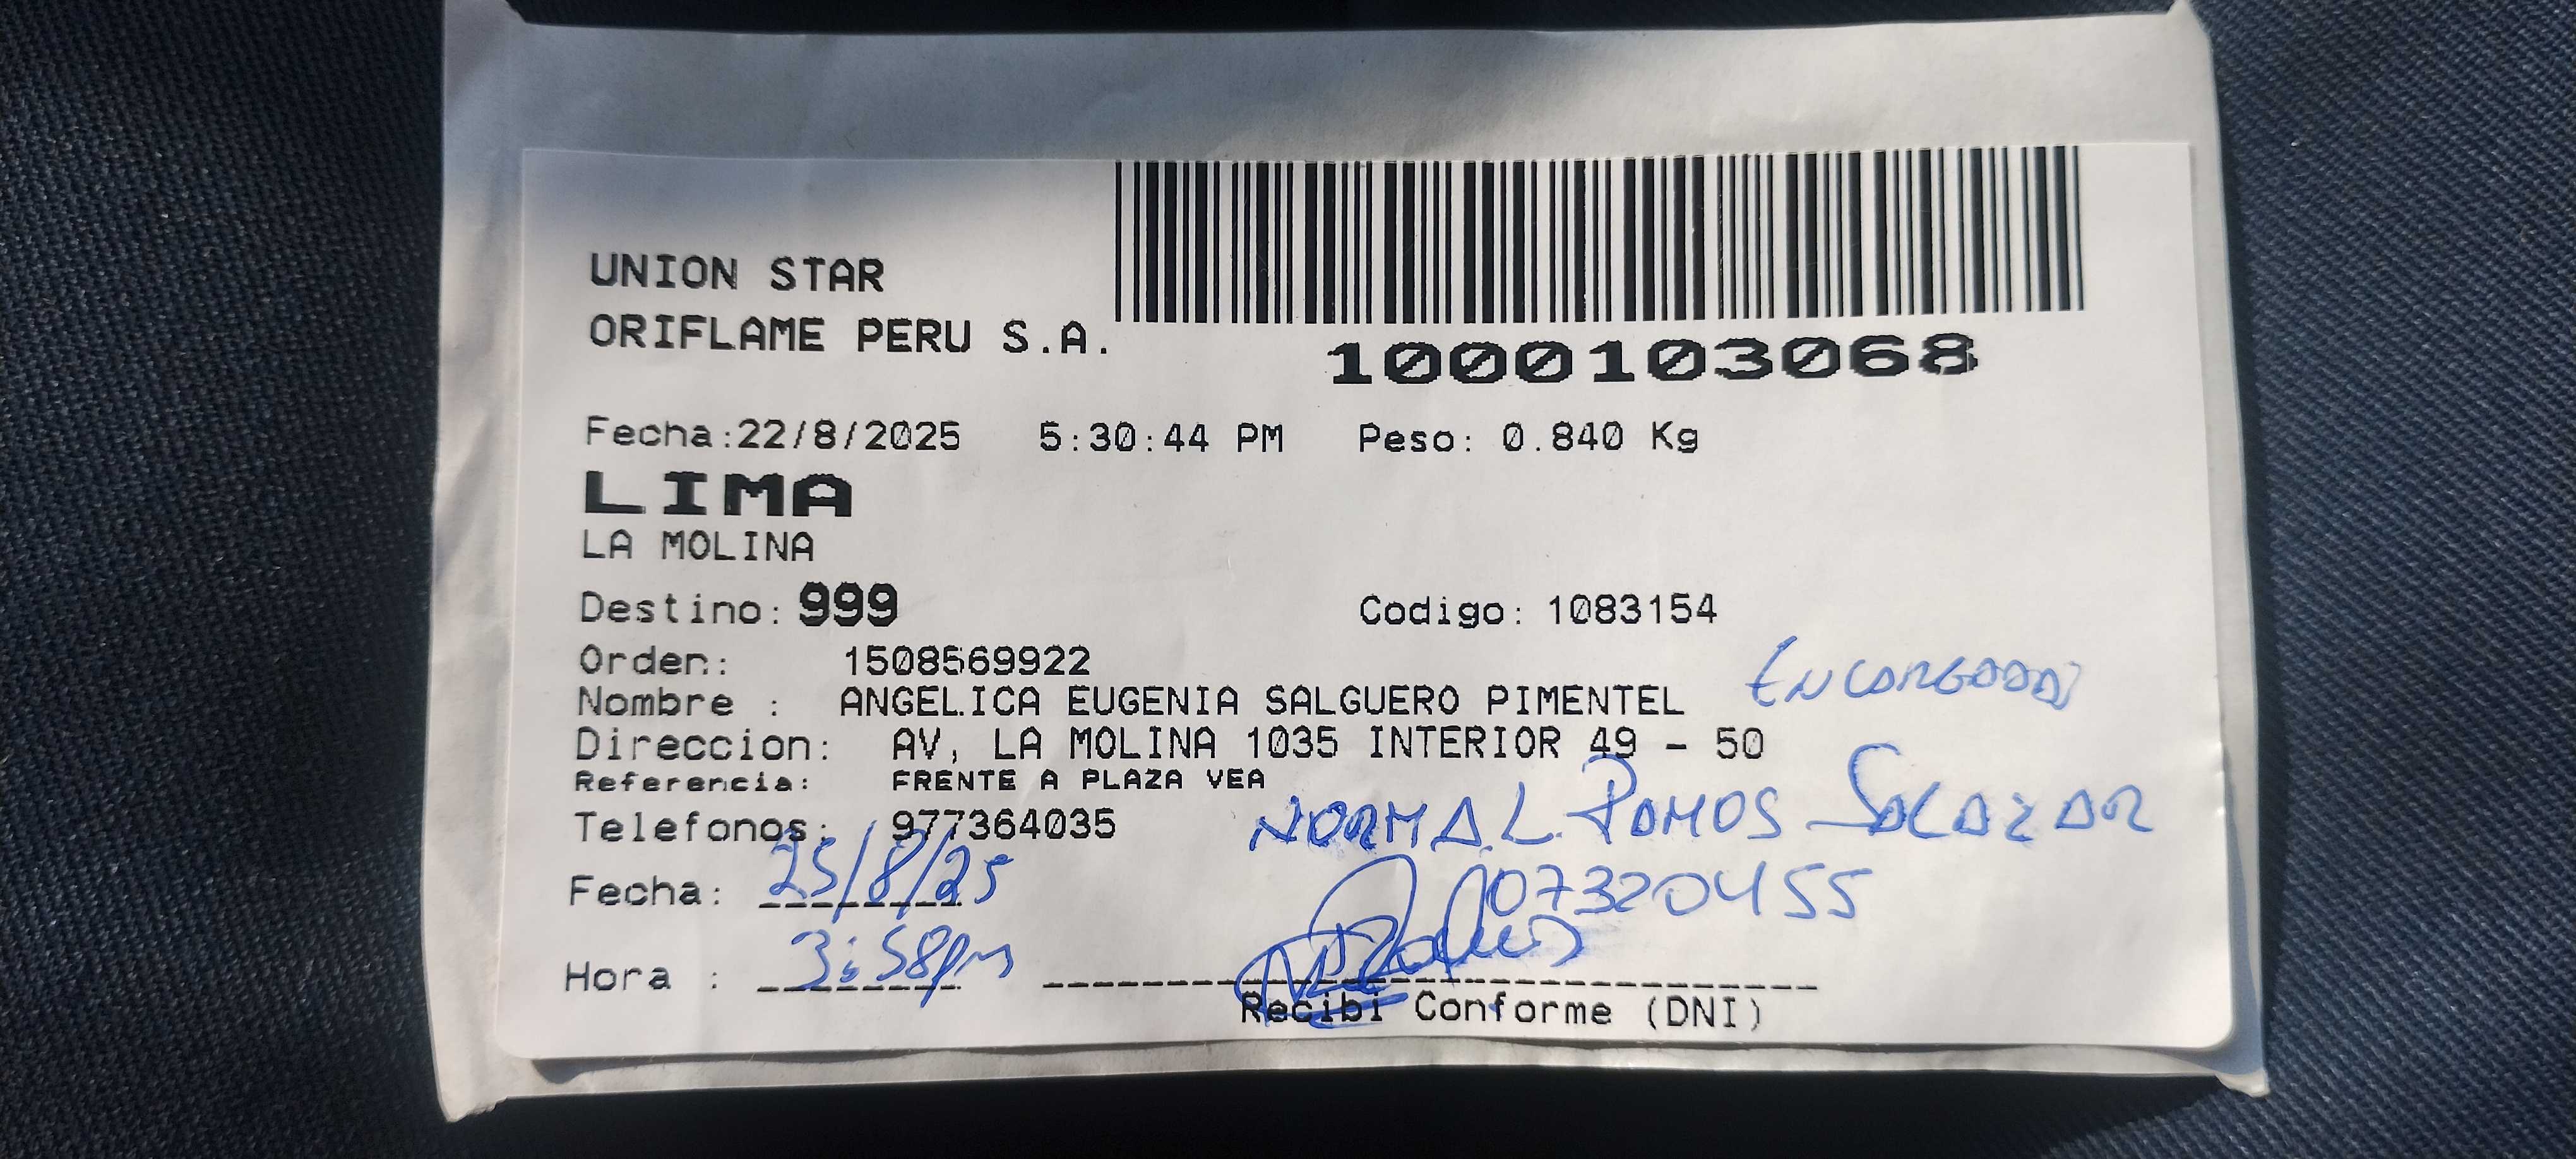 UNION STAR
ORIFLAME PERU S.A.
1000103068
Fecha:22/8/2025 5:30:44 PM Peso: 0.840 Kg
LIMA
LA MOLINA
Destino: 999 Codigo: 1083154
Orden: 1508569922
ENCARGADA
Nombre : ANGELICA EUGENIA SALGUERO PIMENTEL
Direccion: AV, LA MOLINA 1035 INTERIOR 49 - 50
Referencia: FRENTE A PLAZA VEA
Telefonos: 977364035
NORMA L. RAMOS SALAZAR
Fecha: 25/8/25
07320455
Hora : 3:58pm
Recibi Conforme (DNI)